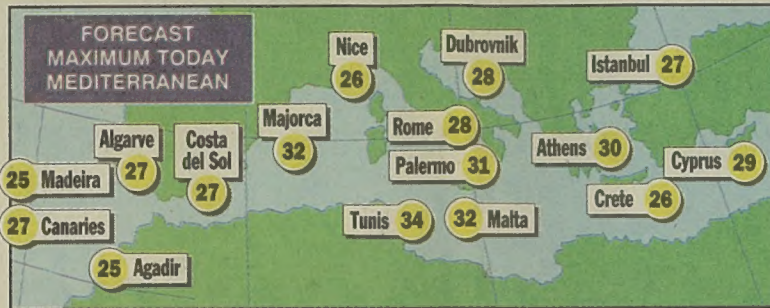 FORECAST
MAXIMUM TODAY
MEDITERRANEAN
Nice
26
Dubrovnik
28
Istanbul 27
Algarve
27
Costa
del Sol
27
Majorca
32
Rome 28
Palermo 31
Athens 30
Cyprus 29
25 Madeira
27 Canaries
Tunis 34
32 Malta
Crete 26
25 Agadir